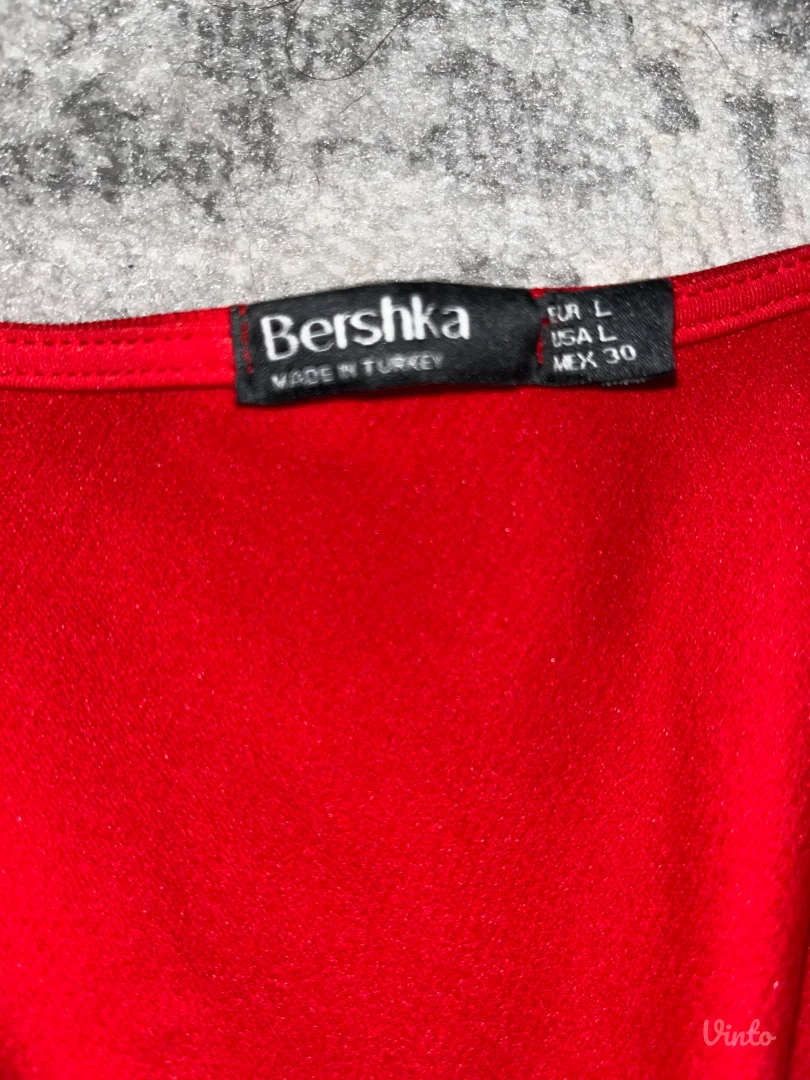 Bershka
MADE IN TURKEY
EUR L
USA L
MEX 30
Vinto